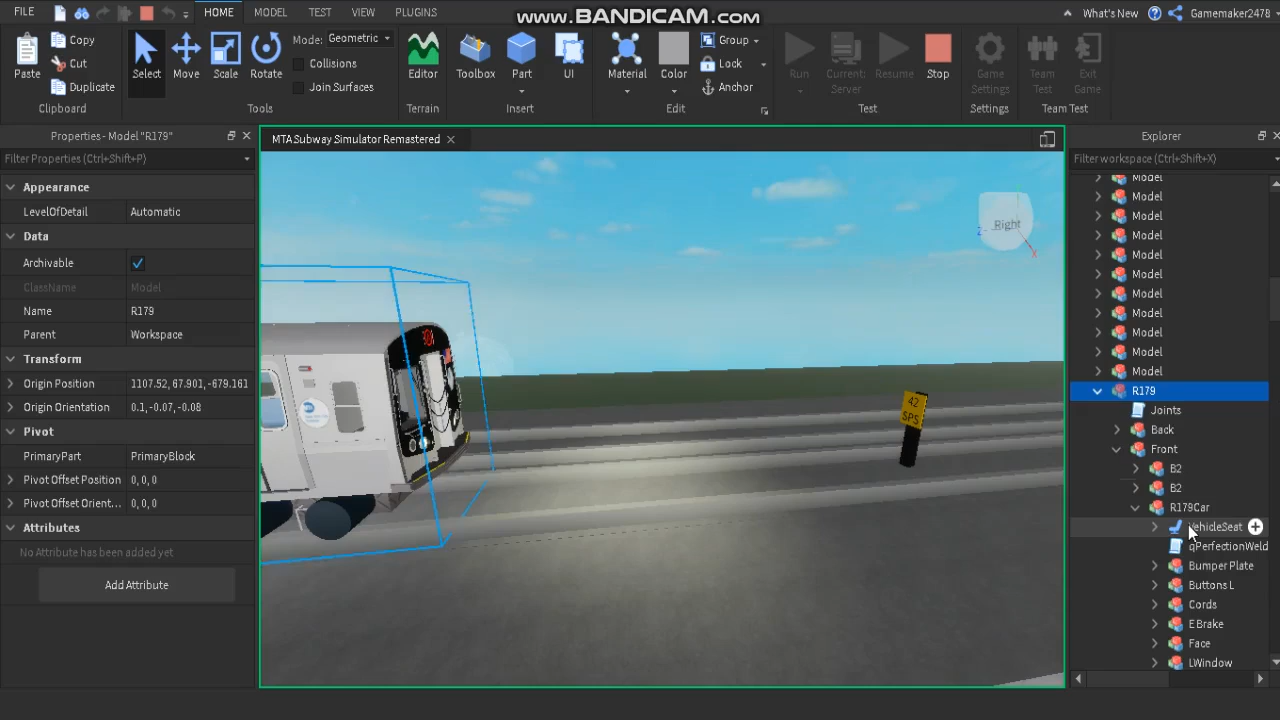 www.BANDICAM.com
FILE
HOME
MODEL
TEST
VIEW
PLUGINS
What's New
Gamemaker2478
Paste
Copy
Cut
Duplicate
Clipboard
Select
Move
Scale
Rotate
Mode: Geometric
Collisions
Join Surfaces
Tools
Editor
Terrain
Toolbox
Part
UI
Insert
Material
Color
Group
Lock
Anchor
Edit
Run
Current: Server
Resume
Stop
Test
Game Settings
Settings
Team Test
Exit Game
Team Test
Properties - Model "R179"
Filter Properties (Ctrl+Shift+P)
Appearance
LevelOfDetail Automatic
Data
Archivable
ClassName Model
Name R179
Parent Workspace
Transform
Origin Position 1107.52, 67.901, -679.161
Origin Orientation 0.1, -0.07, -0.08
Pivot
PrimaryPart PrimaryBlock
Pivot Offset Position 0, 0, 0
Pivot Offset Orient... 0, 0, 0
Attributes
No Attribute has been added yet
Add Attribute
MTA Subway Simulator Remastered
Right
Z
X
42
SPS
Explorer
Filter workspace (Ctrl+Shift+X)
Model
Model
Model
Model
Model
Model
Model
Model
Model
Model
Model
R179
Joints
Back
Front
B2
B2
R179Car
VehicleSeat
qPerfectionWeld
Bumper Plate
Buttons L
Cords
E Brake
Face
LWindow